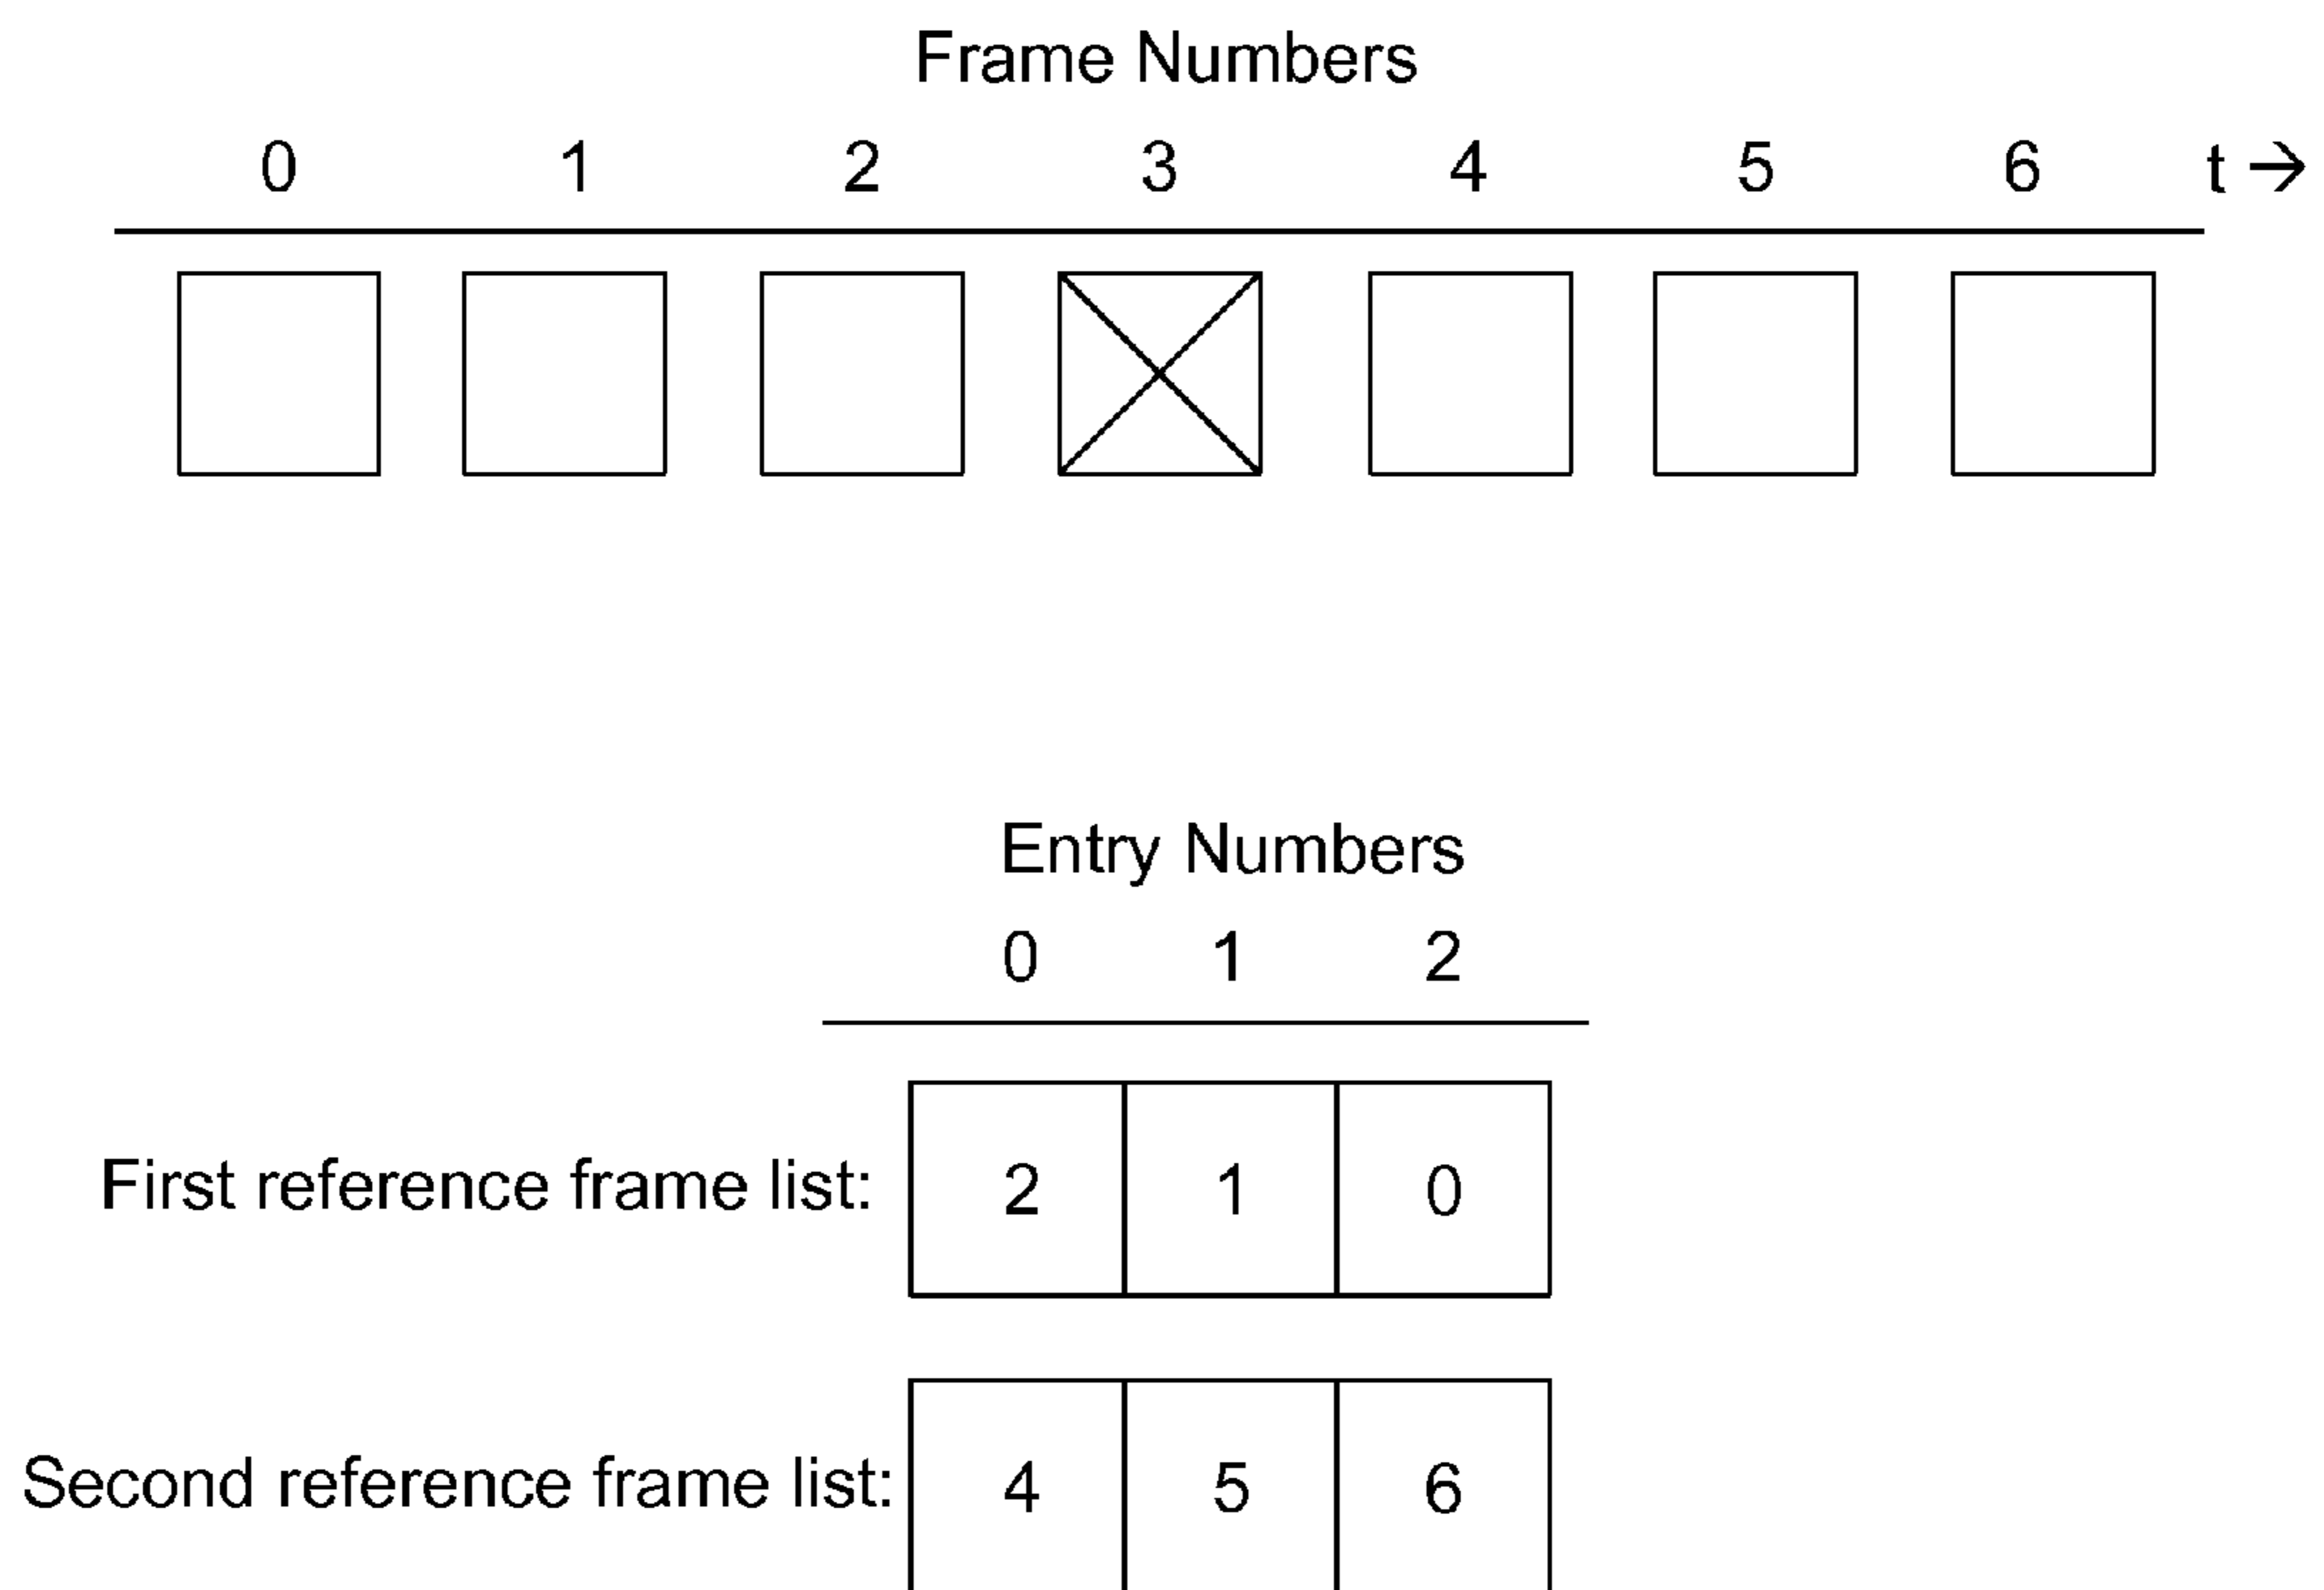 Frame Numbers
0 1 2 3 4 5 6 t →
Entry Numbers
0 1 2
First reference frame list: 2 1 0
Second reference frame list: 4 5 6